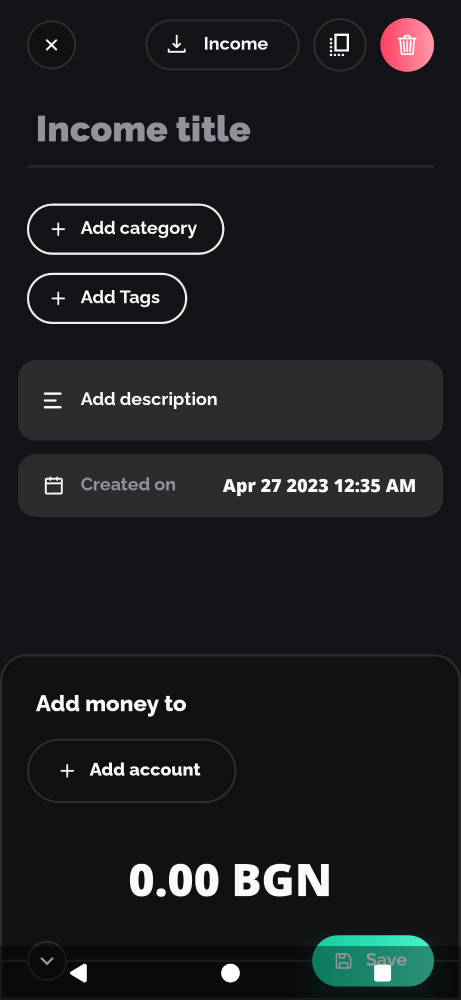 Income
Income title
Add category
Add Tags
Add description
Created on Apr 27 2023 12:35 AM
Add money to
Add account
0.00 BGN
Save